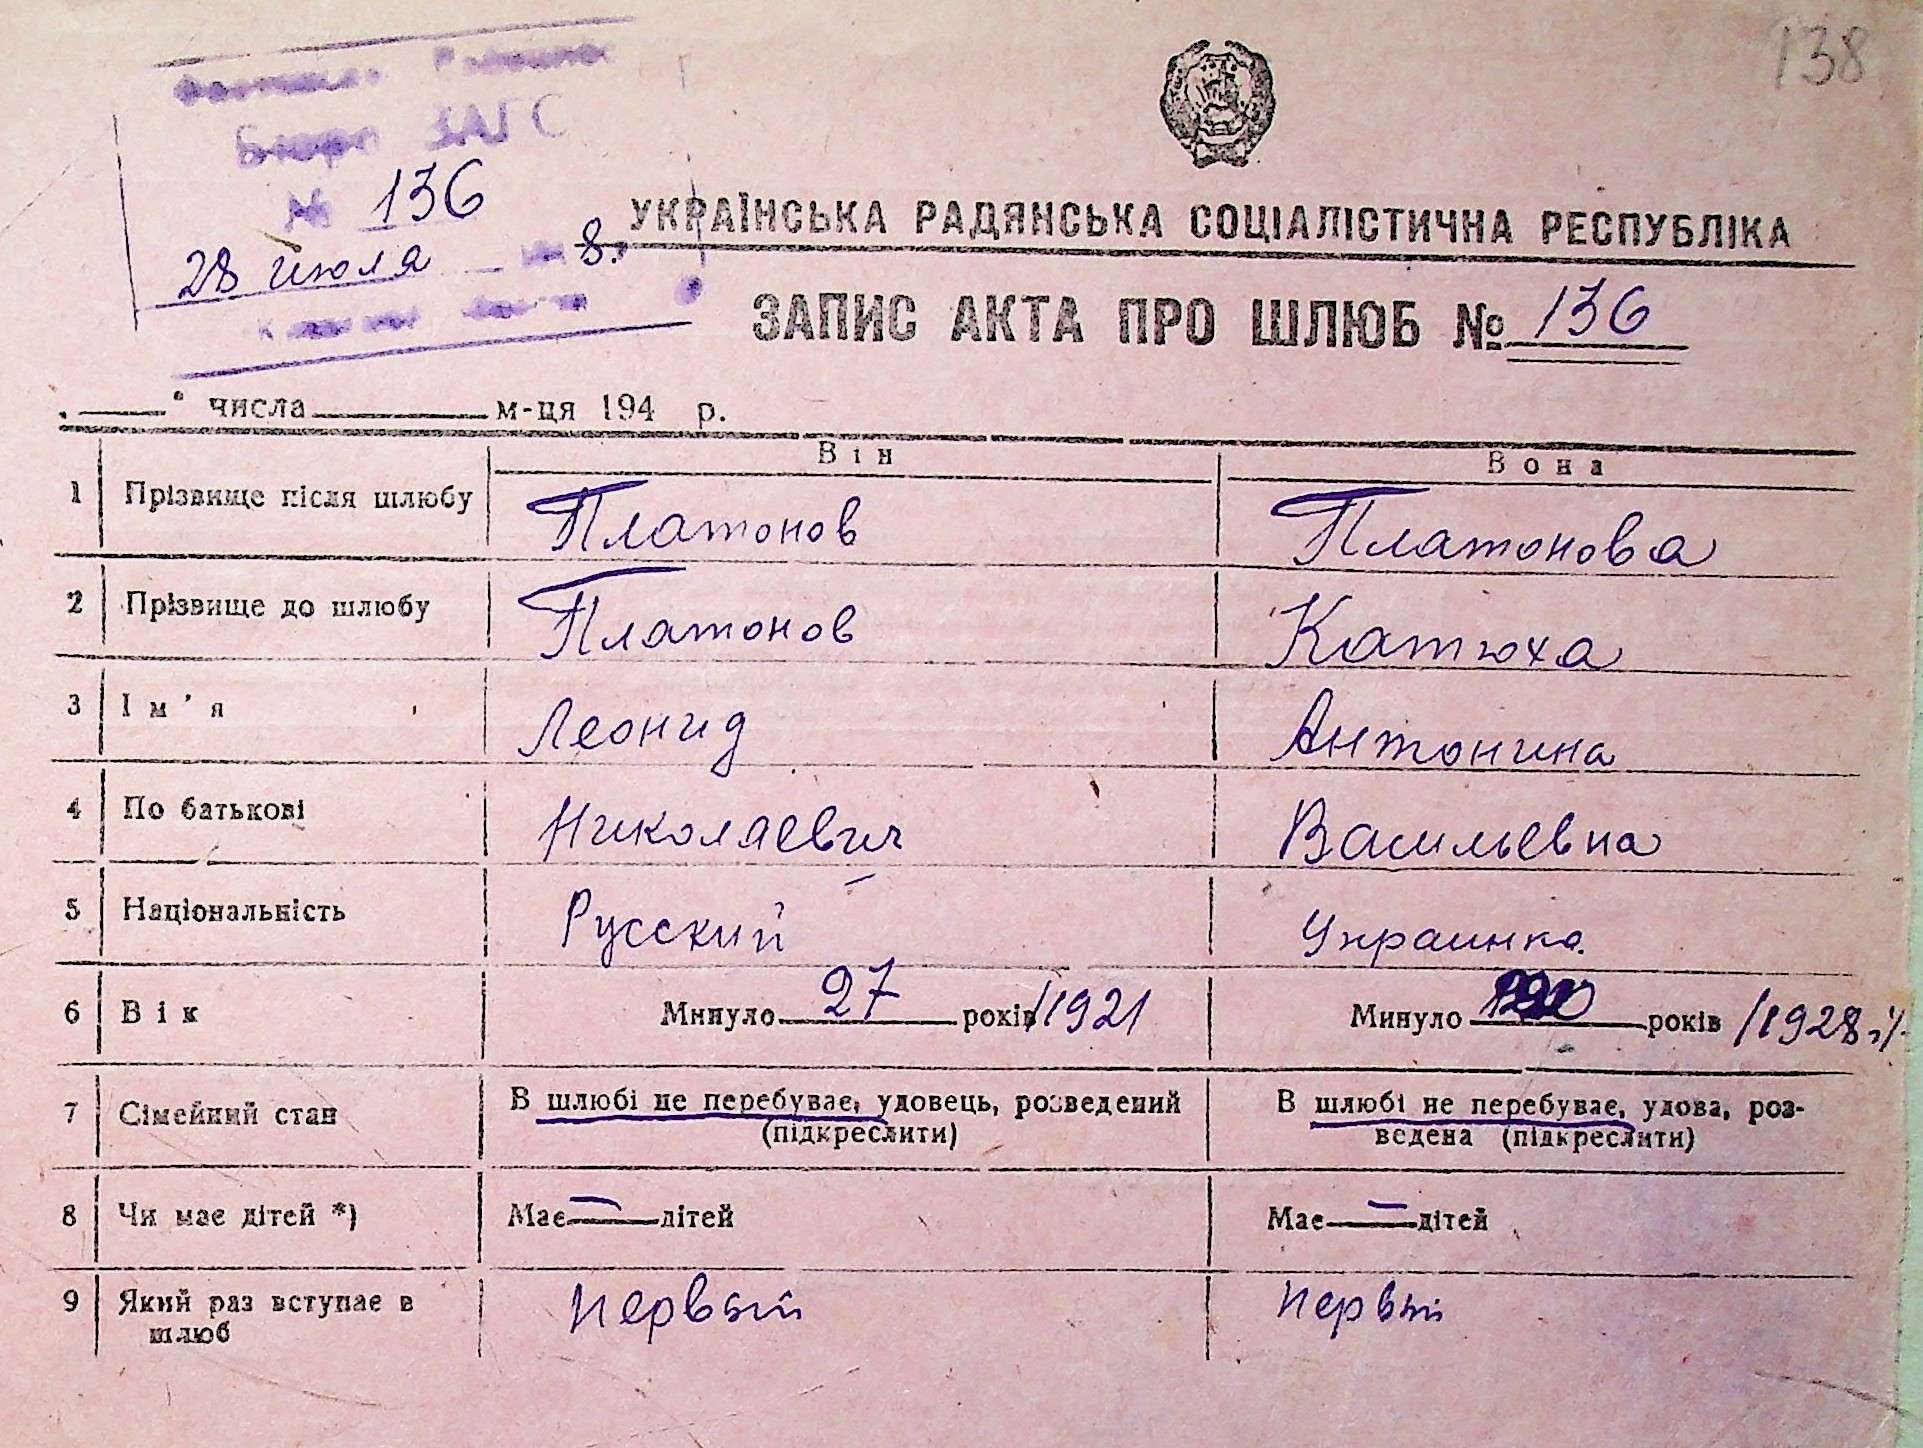 138
Бюро ЗАГС
№ 136
28 июля 8.
УКРАЇНСЬКА РАДЯНСЬКА СОЦІАЛІСТИЧНА РЕСПУБЛІКА
ЗАПИС АКТА ПРО ШЛЮБ № 136
" числа м-ця 194 р.
Він Вона
1 Прізвище після шлюбу Платонов Платонова
2 Прізвище до шлюбу Платонов Катюха
3 Ім'я Леонид Антонина
4 По батькові Николаевич Васильевна
5 Національність Русский Украинка
6 Вік Минуло 27 років /1921 Минуло років /1928 г/
7 Сімейний стан В шлюбі не перебуває, удовець, розведений (підкреслити) В шлюбі не перебуває, удова, роз-
ведена (підкреслити)
8 Чи має дітей *) Має — дітей Має — дітей
9 Який раз вступає в шлюб первый первый